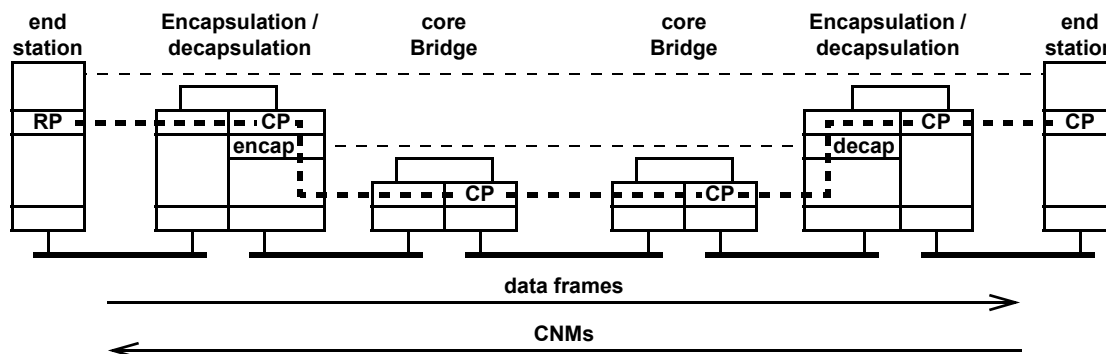 end
station
Encapsulation /
decapsulation
core
Bridge
core
Bridge
Encapsulation /
decapsulation
end
station
RP
CP
CP
CP
encap
decap
CP
CP
data frames
CNMs